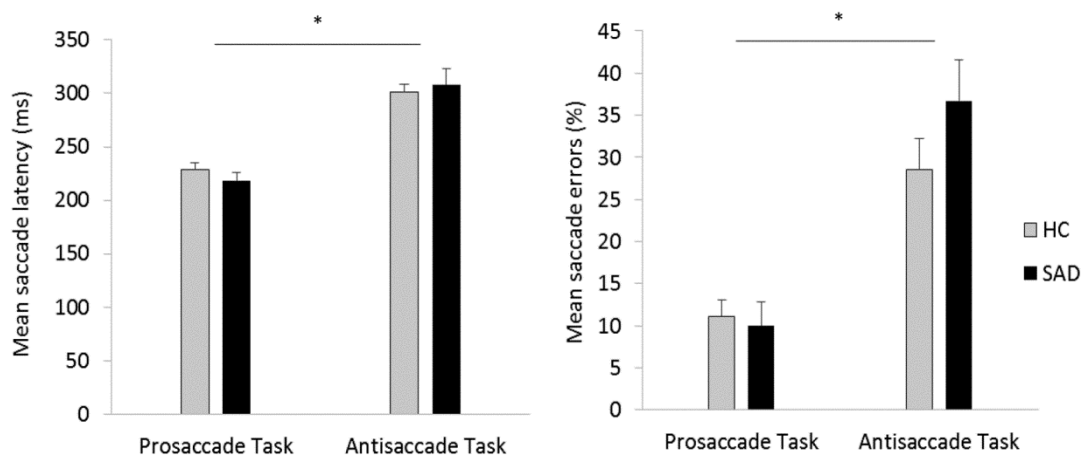 *
350
300
250
200
150
100
50
0
Mean saccade latency (ms)
Prosaccade Task
Antisaccade Task
*
45
40
35
30
25
20
15
10
5
0
Mean saccade errors (%)
Prosaccade Task
Antisaccade Task
HC
SAD